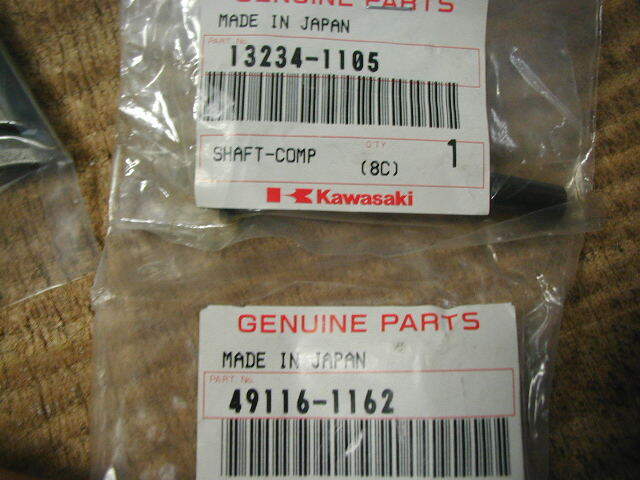 GENUINE PARTS
MADE IN JAPAN
PART No.
13234-1105
SHAFT-COMP
Q'TY
(8C)
1
Kawasaki
GENUINE PARTS
MADE IN JAPAN
PART No.
49116-1162